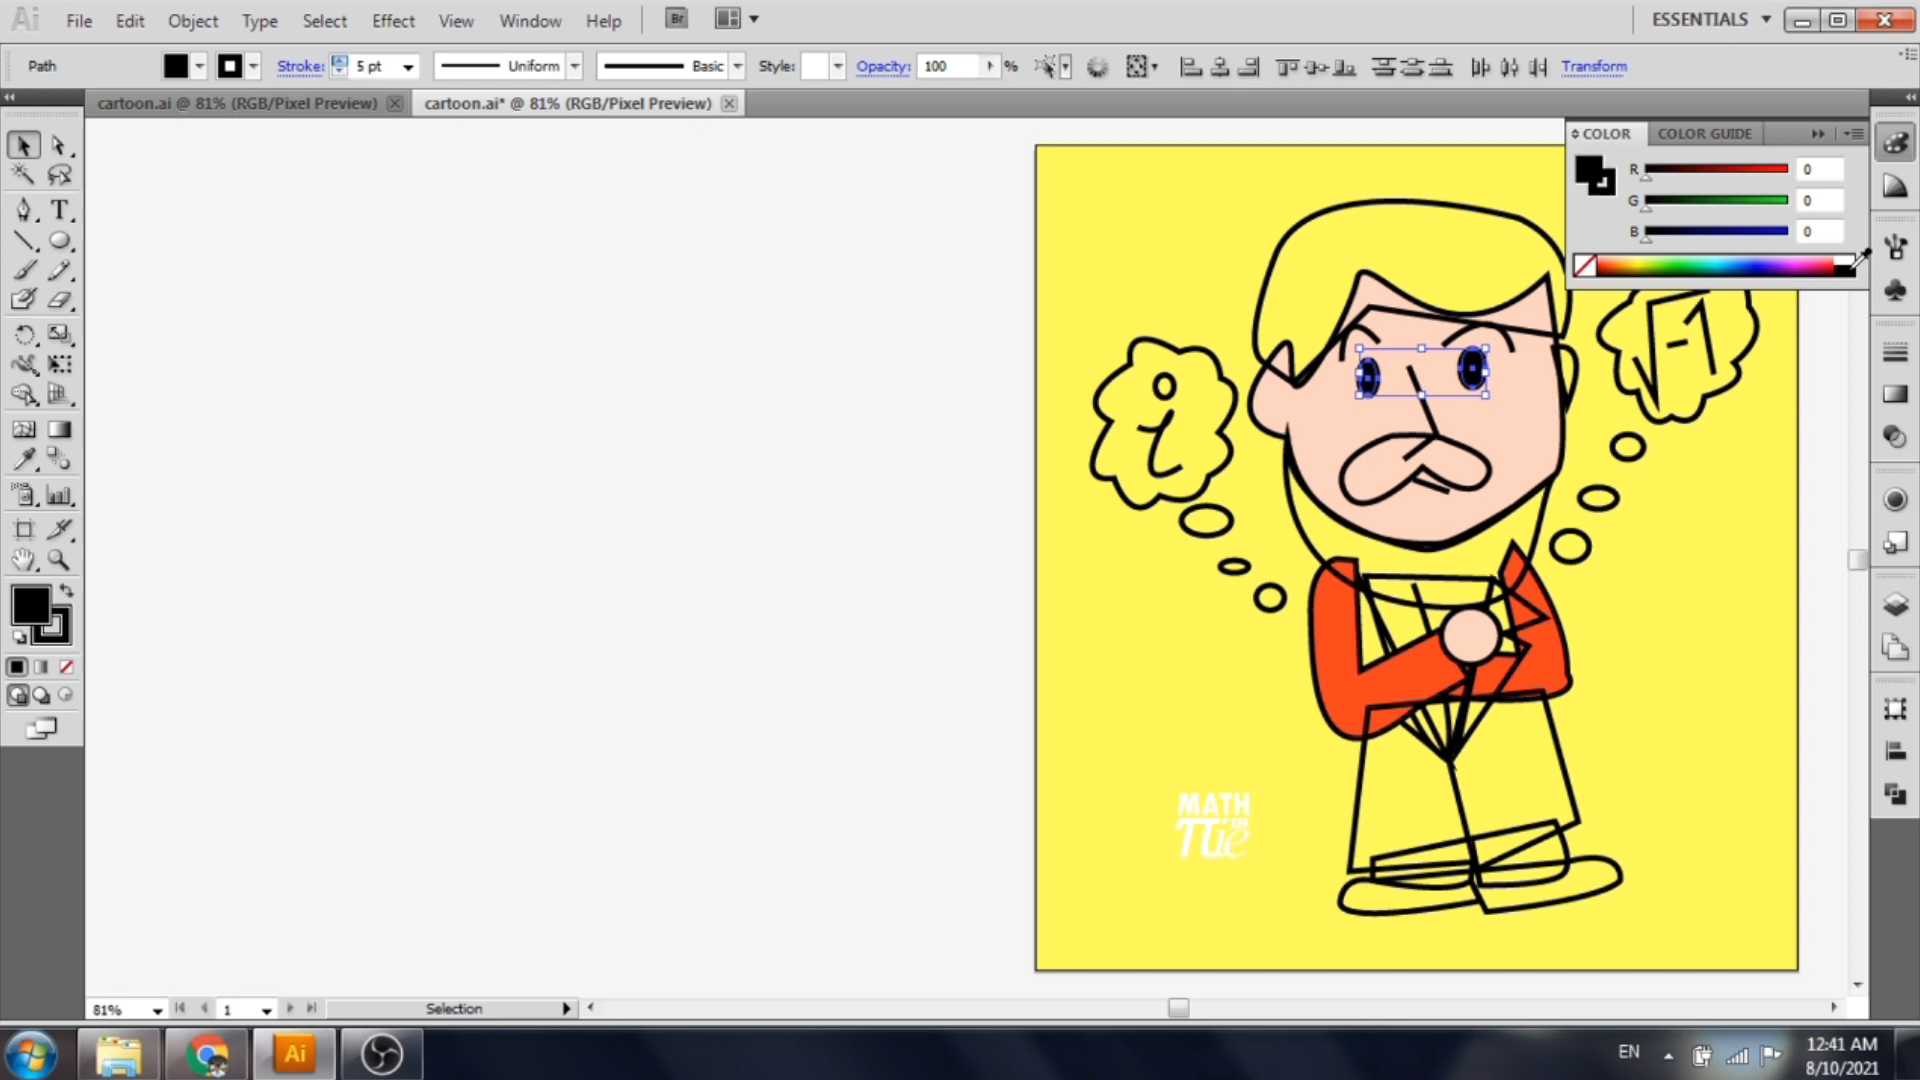 Ai File Edit Object Type Select Effect View Window Help Br ESSENTIALS
Path Stroke: 5 pt Uniform Basic Style: Opacity: 100 % Transform
cartoon.ai @ 81% (RGB/Pixel Preview) cartoon.ai* @ 81% (RGB/Pixel Preview)
COLOR COLOR GUIDE
R 0
G 0
B 0
T
√-1
i
MATH
πie
81% 1 Selection
Ai EN 12:41 AM
8/10/2021